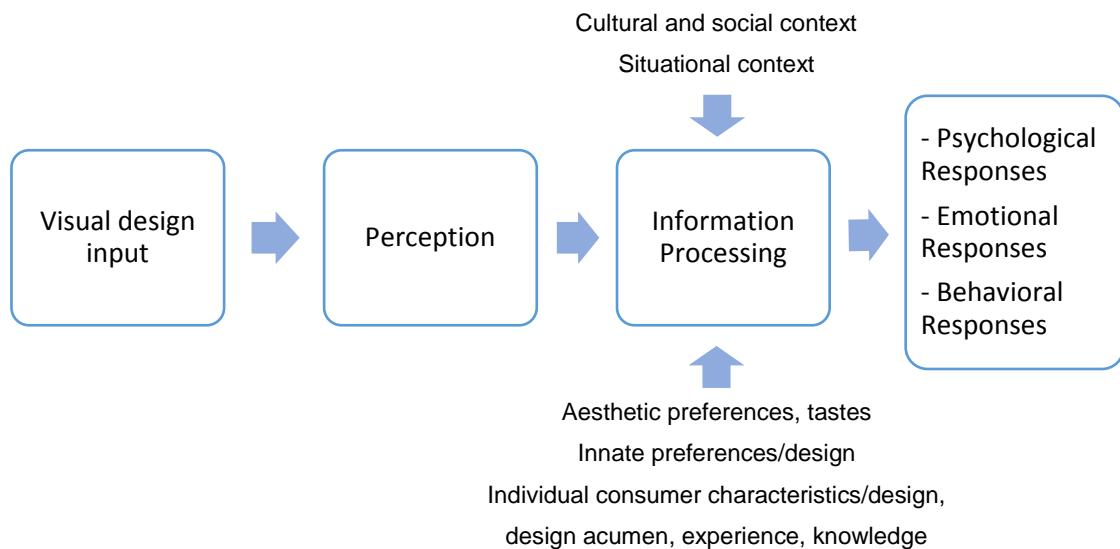 Cultural and social context
Situational context
Visual design
input
Perception
Information
Processing
- Psychological
Responses
- Emotional
Responses
- Behavioral
Responses
Aesthetic preferences, tastes
Innate preferences/design
Individual consumer characteristics/design,
design acumen, experience, knowledge